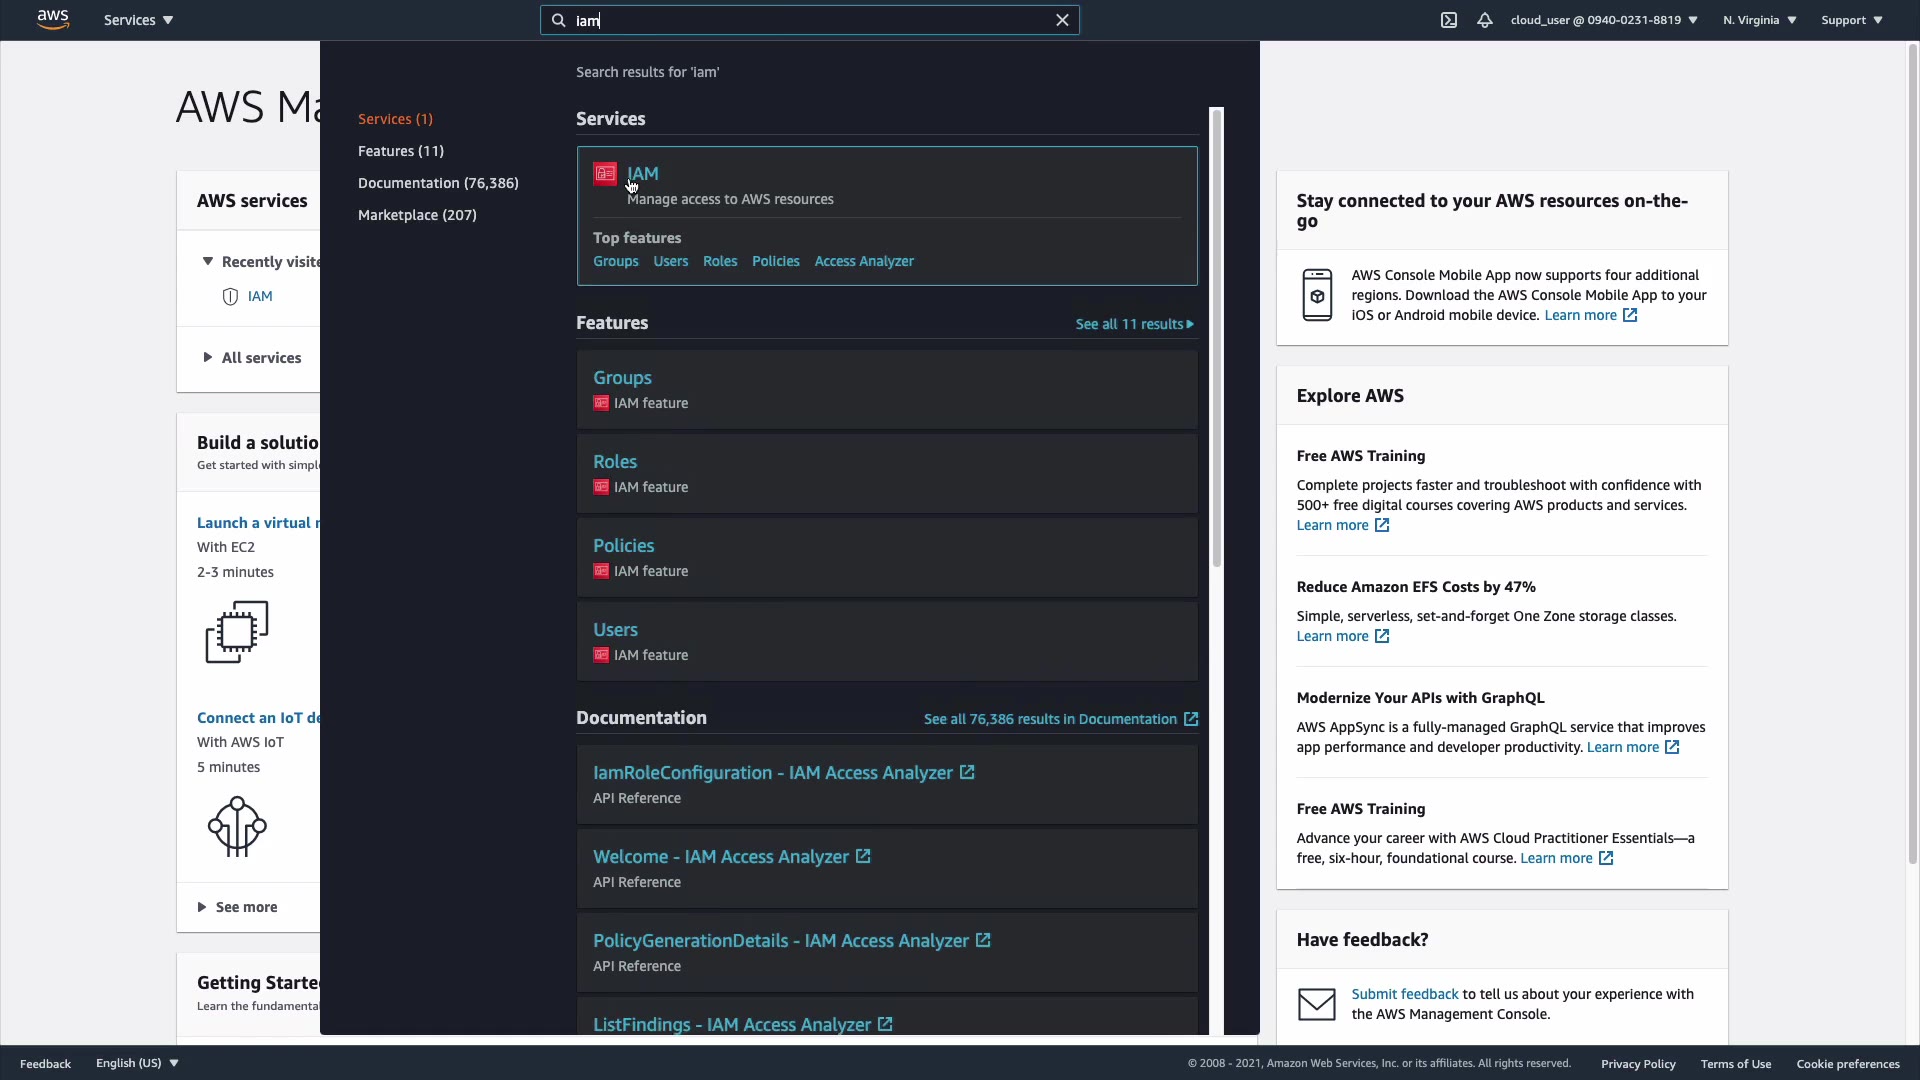 aws
Services
iam
cloud_user @ 0940-0231-8819
N. Virginia
Support
AWS Ma
AWS services
Recently visite
IAM
All services
Build a solutio
Get started with simpl
Launch a virtual
With EC2
2-3 minutes
Connect an IoT de
With AWS IoT
5 minutes
See more
Getting Starte
Learn the fundamenta
Search results for 'iam'
Services (1)
Features (11)
Documentation (76,386)
Marketplace (207)
Services
IAM
Manage access to AWS resources
Top features
Groups Users Roles Policies Access Analyzer
Features
See all 11 results
Groups
IAM feature
Roles
IAM feature
Policies
IAM feature
Users
IAM feature
Documentation
See all 76,386 results in Documentation
IamRoleConfiguration - IAM Access Analyzer
API Reference
Welcome - IAM Access Analyzer
API Reference
PolicyGenerationDetails - IAM Access Analyzer
API Reference
ListFindings - IAM Access Analyzer
Stay connected to your AWS resources on-the-
go
AWS Console Mobile App now supports four additional
regions. Download the AWS Console Mobile App to your
iOS or Android mobile device. Learn more
Explore AWS
Free AWS Training
Complete projects faster and troubleshoot with confidence with
500+ free digital courses covering AWS products and services.
Learn more
Reduce Amazon EFS Costs by 47%
Simple, serverless, set-and-forget One Zone storage classes.
Learn more
Modernize Your APIs with GraphQL
AWS AppSync is a fully-managed GraphQL service that improves
app performance and developer productivity. Learn more
Free AWS Training
Advance your career with AWS Cloud Practitioner Essentials—a
free, six-hour, foundational course. Learn more
Have feedback?
Submit feedback to tell us about your experience with
the AWS Management Console.
Feedback
English (US)
© 2008 - 2021, Amazon Web Services, Inc. or its affiliates. All rights reserved.
Privacy Policy
Terms of Use
Cookie preferences